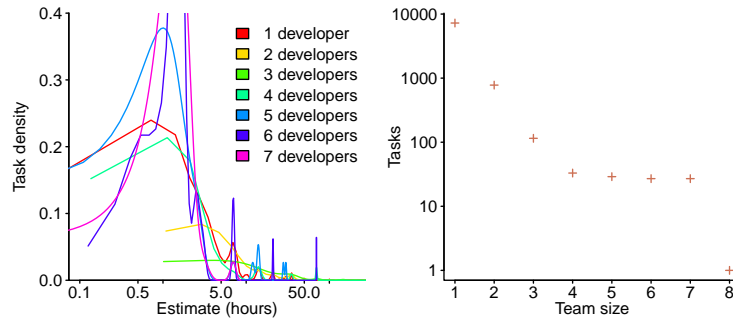 0.4
0.3
0.2
0.1
0.0
Task density
0.1 0.5 5.0 50.0
Estimate (hours)
1 developer
2 developers
3 developers
4 developers
5 developers
6 developers
7 developers
10000
1000
100
10
1
Tasks
1 2 3 4 5 6 7 8
Team size